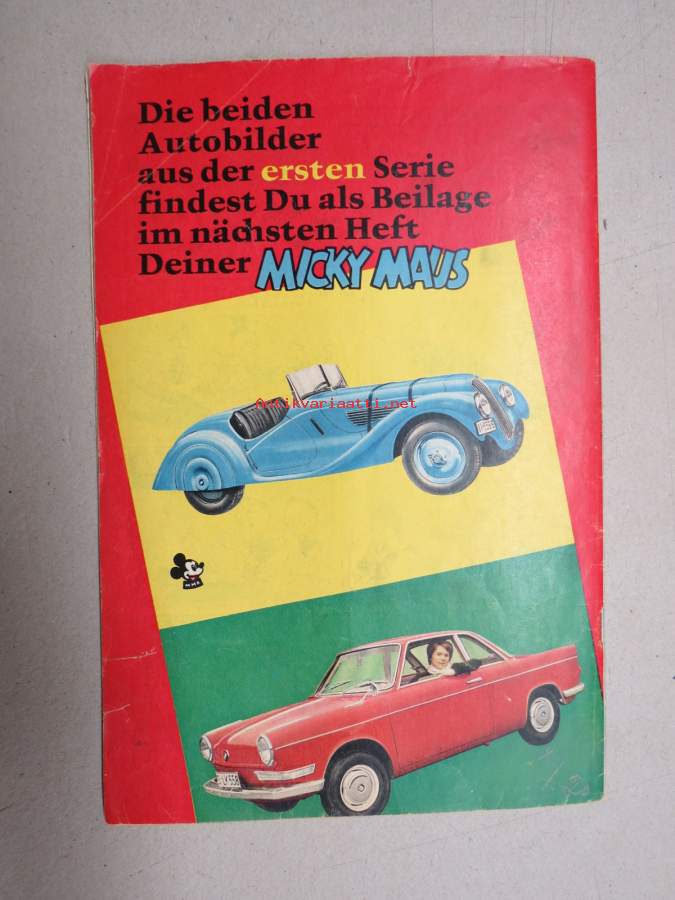 Die beiden
Autobilder
aus der ersten Serie
findest Du als Beilage
im nächsten Heft
Deiner MICKY MAUS
Antikvariaatti.net